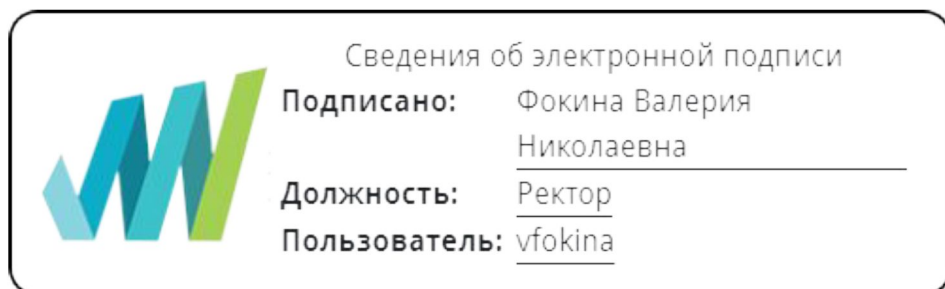 Сведения об электронной подписи
Подписано: Фокина Валерия
Николаевна
Должность: Ректор
Пользователь: vfokina